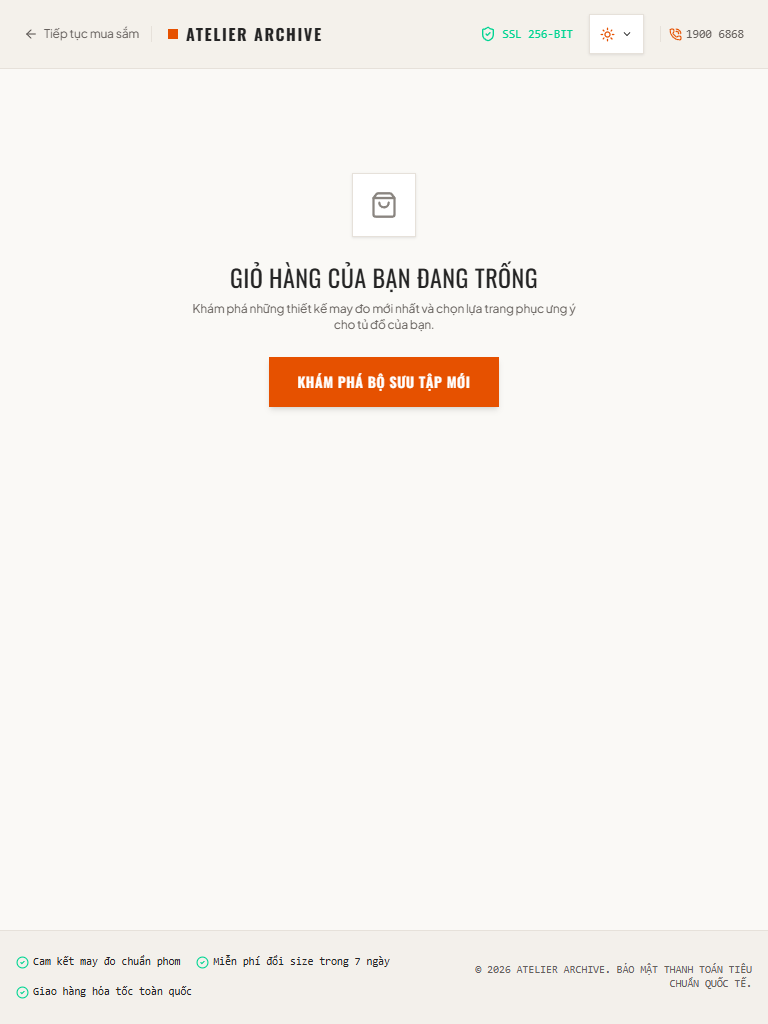 Tiếp tục mua sắm
ATELIER ARCHIVE
SSL 256-BIT
1900 6868
GIỎ HÀNG CỦA BẠN ĐANG TRỐNG
Khám phá những thiết kế may đo mới nhất và chọn lựa trang phục ưng ý
cho tủ đồ của bạn.
KHÁM PHÁ BỘ SƯU TẬP MỚI
Cam kết may đo chuẩn phom
Miễn phí đổi size trong 7 ngày
Giao hàng hỏa tốc toàn quốc
© 2026 ATELIER ARCHIVE. BẢO MẬT THANH TOÁN TIÊU
CHUẨN QUỐC TẾ.